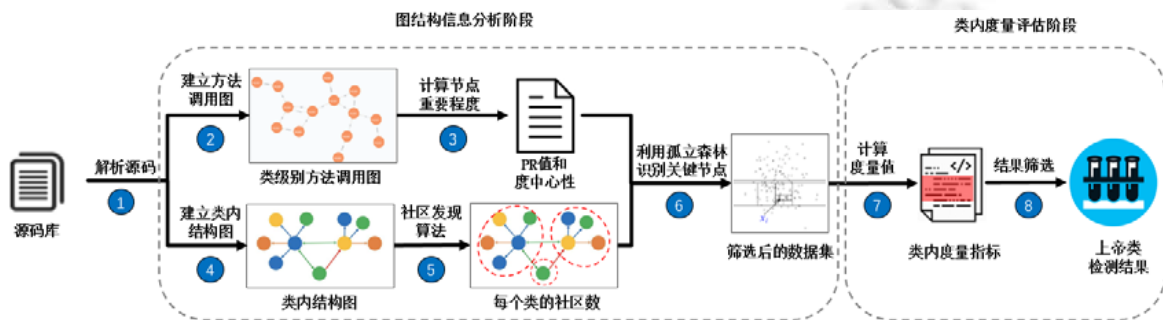 图结构信息分析阶段
类内度量评估阶段
建立方法
调用图
2
类级别方法调用图
计算节点
重要程度
3
PR值和
度中心性
源码库
解析源码
1
建立类内
结构图
4
类内结构图
社区发现
算法
5
每个类的社区数
利用孤立森林
识别关键节点
6
筛选后的数据集
计算
度量值
7
</>
类内度量指标
结果筛选
8
上帝类
检测结果